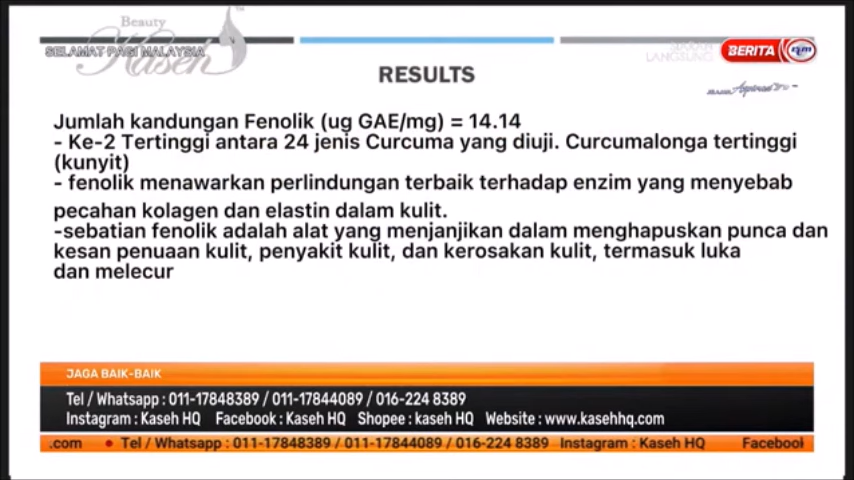 Beauty
Kaseh
SELAMAT PAGI MALAYSIA
LANGSUNG
BERITA rtm
RESULTS
Jumlah kandungan Fenolik (ug GAE/mg) = 14.14
- Ke-2 Tertinggi antara 24 jenis Curcuma yang diuji. Curcumalonga tertinggi
(kunyit)
- fenolik menawarkan perlindungan terbaik terhadap enzim yang menyebab
pecahan kolagen dan elastin dalam kulit.
-sebatian fenolik adalah alat yang menjanjikan dalam menghapuskan punca dan
kesan penuaan kulit, penyakit kulit, dan kerosakan kulit, termasuk luka
dan melecur
JAGA BAIK-BAIK
Tel / Whatsapp : 011-17848389 / 011-17844089 / 016-224 8389
Instagram : Kaseh HQ Facebook : Kaseh HQ Shopee : kaseh HQ Website : www.kasehhq.com
.com • Tel / Whatsapp : 011-17848389 / 011-17844089 / 016-224 8389 Instagram : Kaseh HQ Facebool